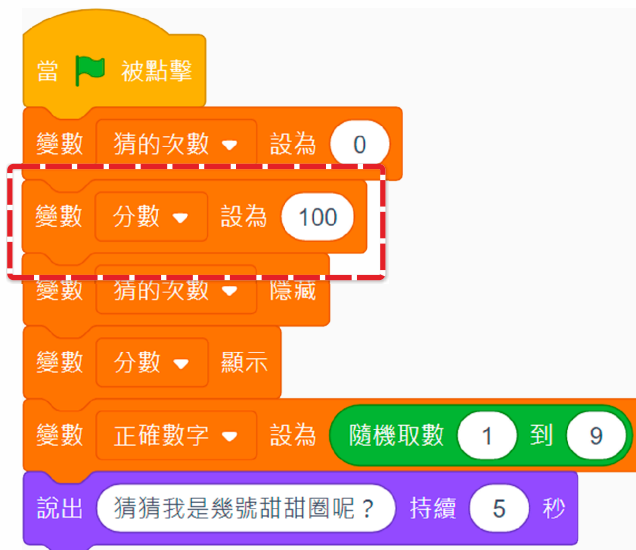 當 被點擊
變數 猜的次數 設為 0
變數 分數 設為 100
變數 猜的次數 隱藏
變數 分數 顯示
變數 正確數字 設為 隨機取數 1 到 9
說出 猜猜我是幾號甜甜圈呢？ 持續 5 秒